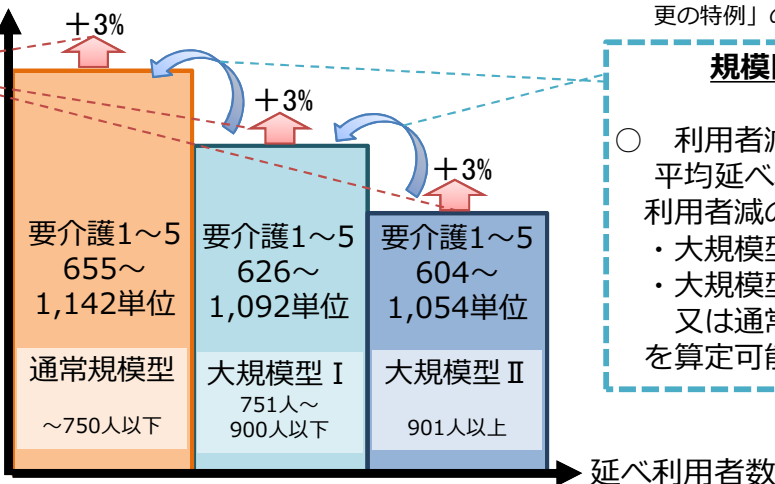 更の特例」の
+3%
+3%
+3%
要介護1～5
655～
1,142単位
通常規模型
～750人以下
要介護1～5
626～
1,092単位
大規模型Ⅰ
751人～
900人以下
要介護1～5
604～
1,054単位
大規模型Ⅱ
901人以上
延べ利用者数
規模
○ 利用者減
平均延べ
利用者減の
・大規模型
・大規模型
又は通常
を算定可能